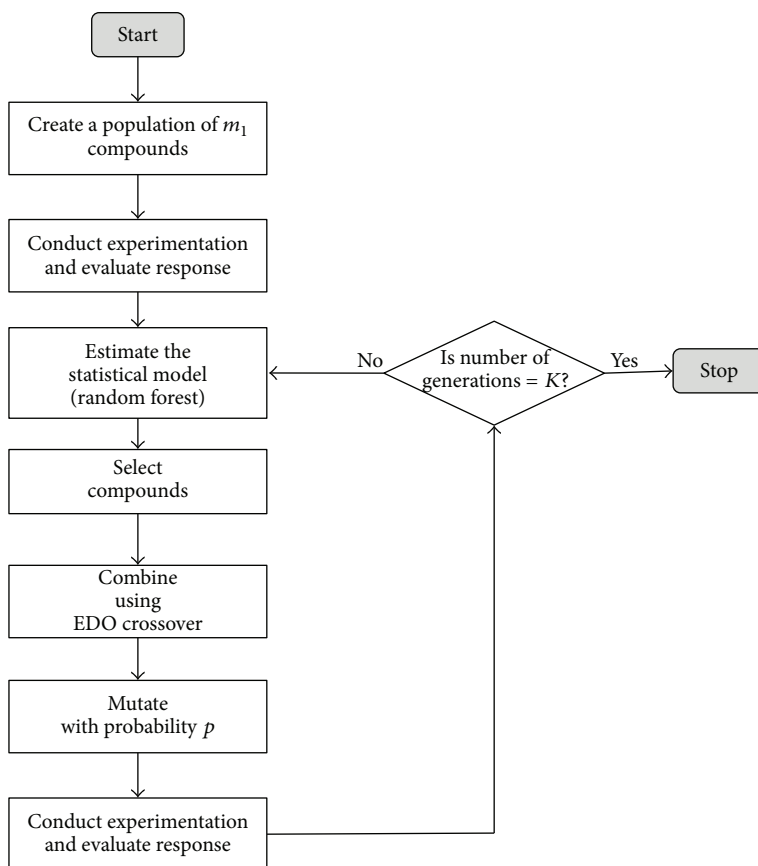 Start
Create a population of m₁
compounds
Conduct experimentation
and evaluate response
Estimate the
statistical model
(random forest)
No
Is number of
generations = K?
Yes
Stop
Select
compounds
Combine
using
EDO crossover
Mutate
with probability p
Conduct experimentation
and evaluate response